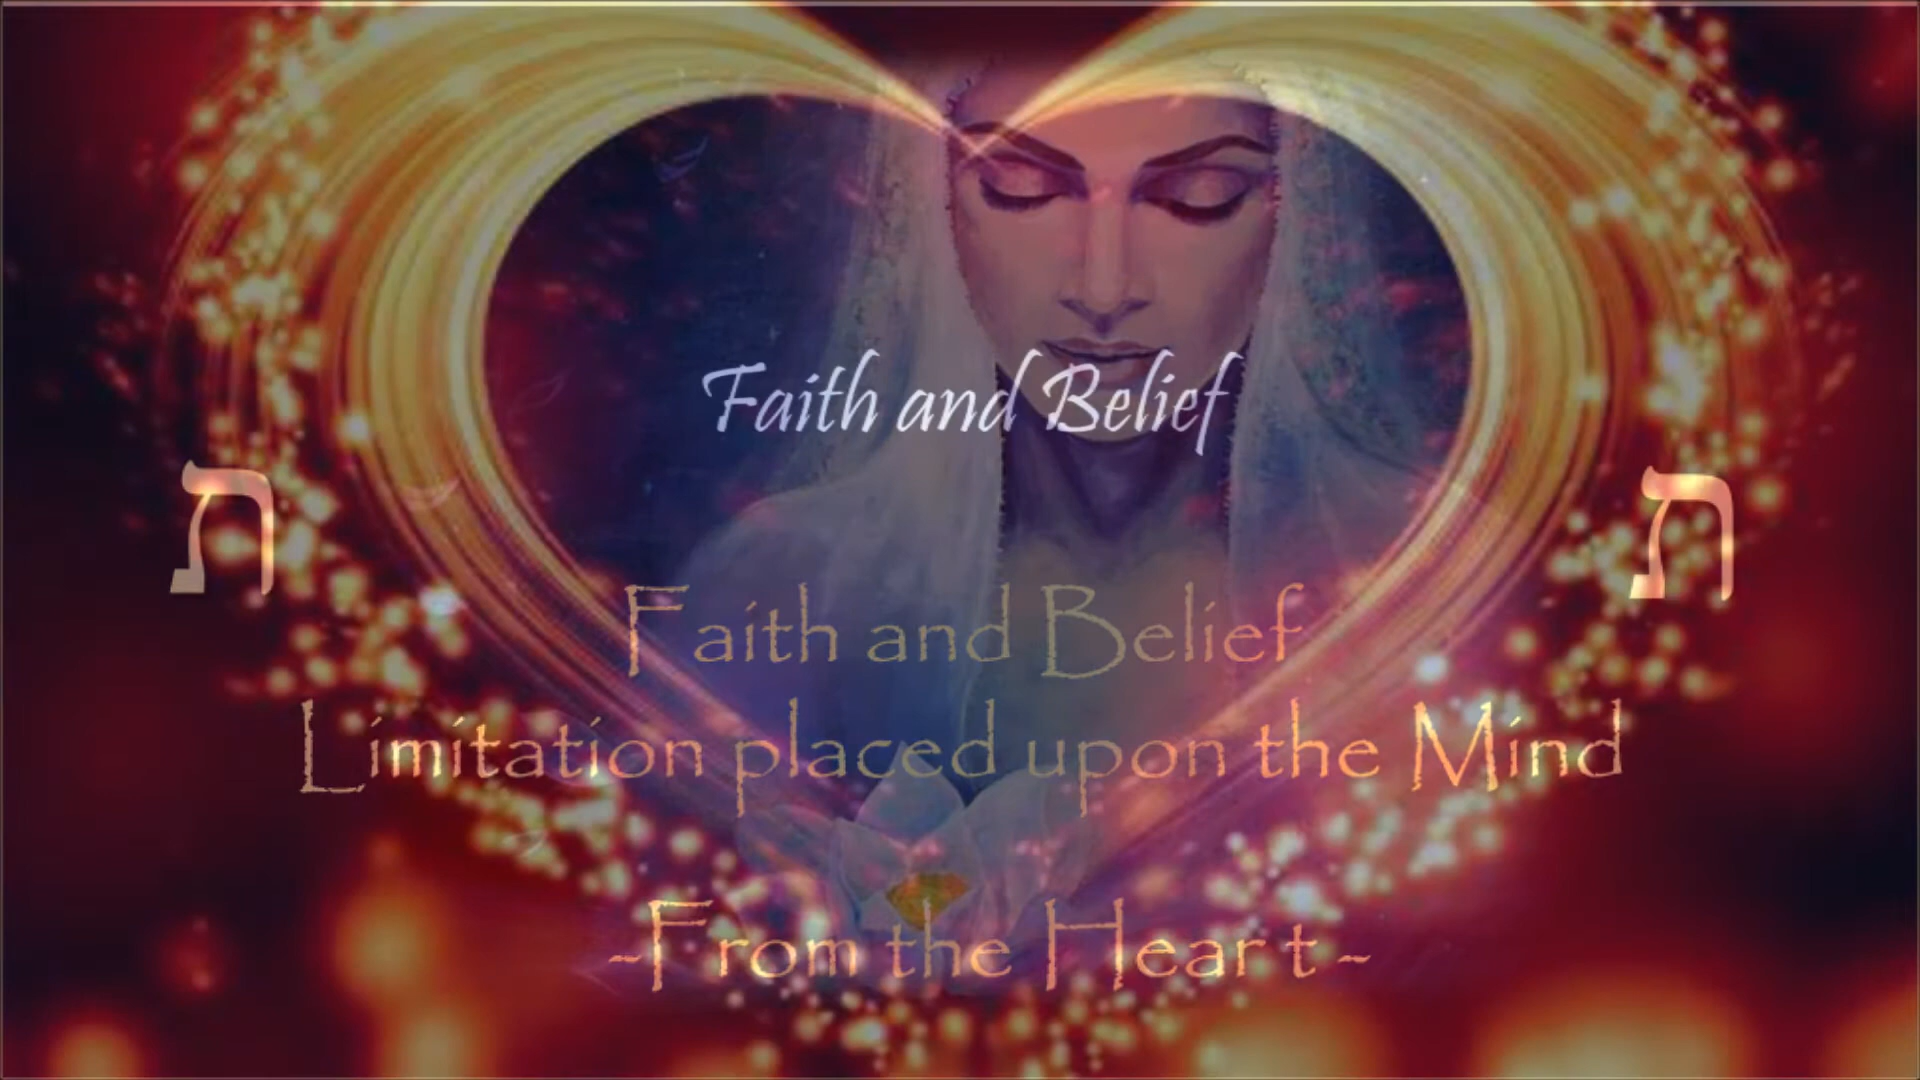 Faith and Belief
ת ת
Faith and Belief
Limitation placed upon the Mind
-From the Heart-